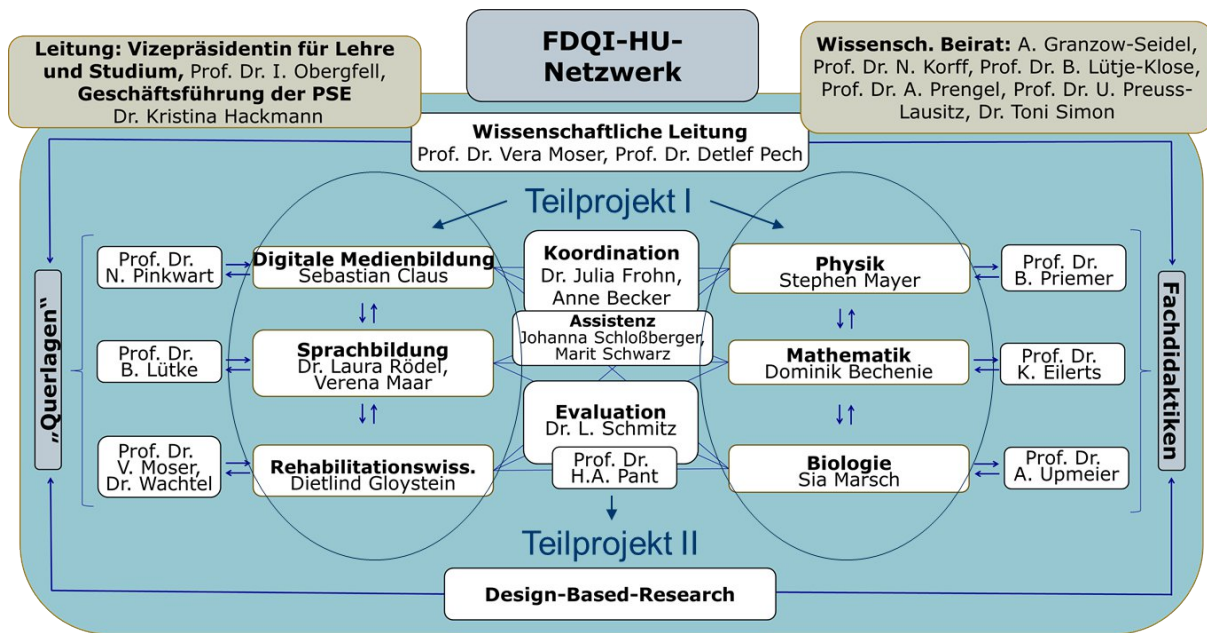 FDQI-HU-
Netzwerk
Leitung: Vizepräsidentin für Lehre
und Studium, Prof. Dr. I. Obergfell,
Geschäftsführung der PSE
Dr. Kristina Hackmann
Wissensch. Beirat: A. Granzow-Seidel,
Prof. Dr. N. Korff, Prof. Dr. B. Lütje-Klose,
Prof. Dr. A. Prengel, Prof. Dr. U. Preuss-
Lausitz, Dr. Toni Simon
Wissenschaftliche Leitung
Prof. Dr. Vera Moser, Prof. Dr. Detlef Pech
Teilprojekt I
„Querlagen“
Prof. Dr.
N. Pinkwart
Digitale Medienbildung
Sebastian Claus
Koordination
Dr. Julia Frohn,
Anne Becker
Physik
Stephen Mayer
Prof. Dr.
B. Priemer
Assistenz
Johanna Schloßberger,
Marit Schwarz
Prof. Dr.
B. Lütke
Sprachbildung
Dr. Laura Rödel,
Verena Maar
Mathematik
Dominik Bechenie
Prof. Dr.
K. Eilerts
Evaluation
Dr. L. Schmitz
Prof. Dr.
H.A. Pant
Prof. Dr.
V. Moser,
Dr. Wachtel
Rehabilitationswiss.
Dietlind Gloystein
Biologie
Sia Marsch
Prof. Dr.
A. Upmeier
Fachdidaktiken
Teilprojekt II
Design-Based-Research